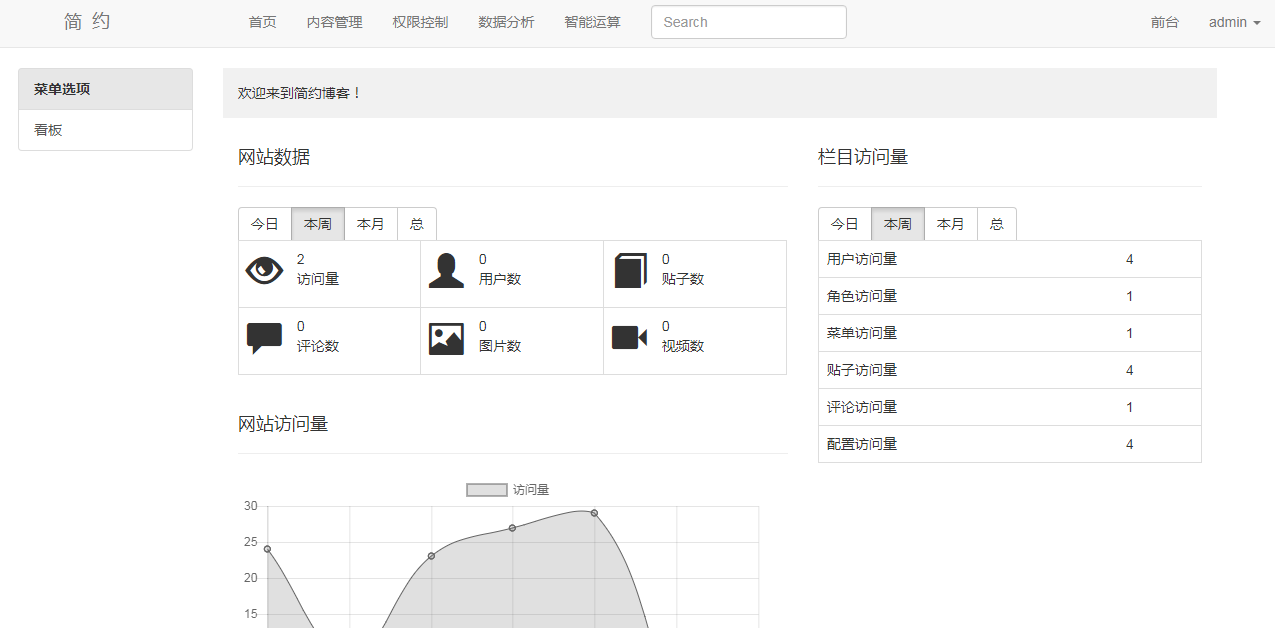 简 约 首页 内容管理 权限控制 数据分析 智能运算 Search 前台 admin
菜单选项
看板
欢迎来到简约博客！
网站数据
今日 本周 本月 总
2
访问量
0
用户数
0
贴子数
0
评论数
0
图片数
0
视频数
网站访问量
访问量
30
25
20
15
栏目访问量
今日 本周 本月 总
用户访问量 4
角色访问量 1
菜单访问量 1
贴子访问量 4
评论访问量 1
配置访问量 4